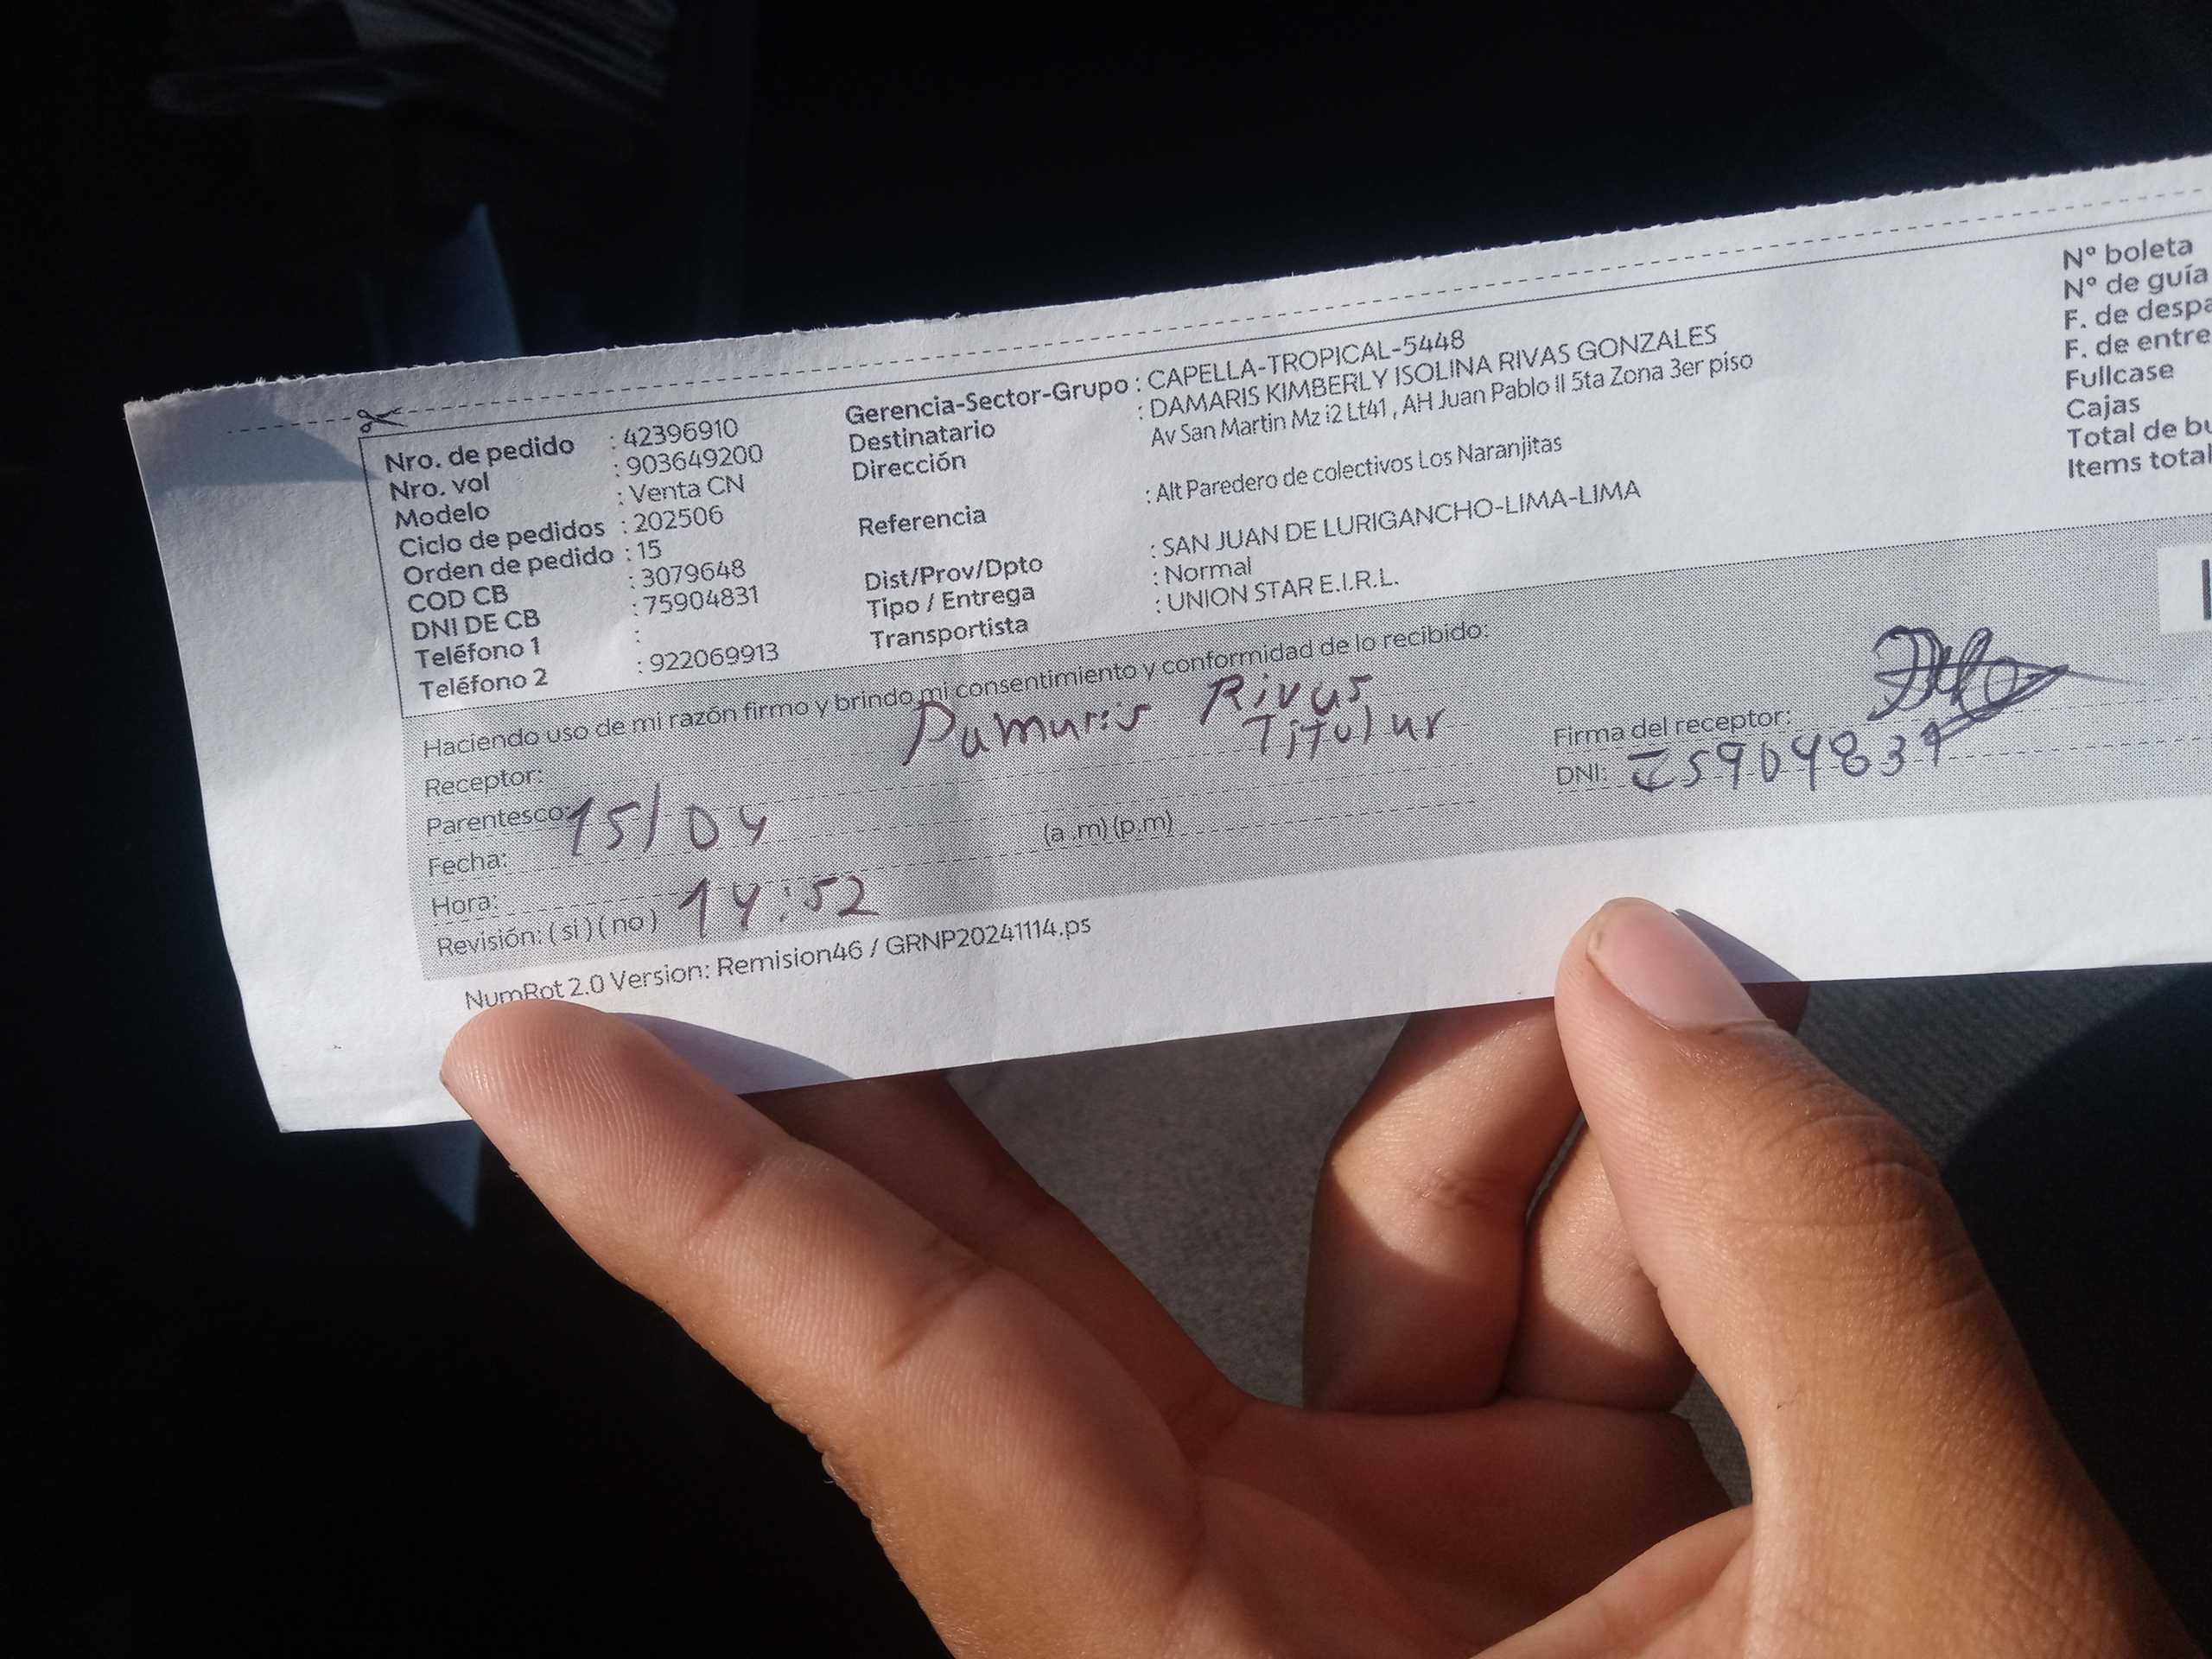 Nro. de pedido : 42396910
Nro. vol : 903649200
Modelo : Venta CN
Ciclo de pedidos : 202506
Orden de pedido : 15
COD CB : 3079648
DNI DE CB : 75904831
Teléfono 1 :
Teléfono 2 : 922069913
Gerencia-Sector-Grupo : CAPELLA-TROPICAL-5448
Destinatario : DAMARIS KIMBERLY ISOLINA RIVAS GONZALES
Dirección Av San Martin Mz i2 Lt41 , AH Juan Pablo II 5ta Zona 3er piso
Referencia : Alt Paredero de colectivos Los Naranjitas
Dist/Prov/Dpto : SAN JUAN DE LURIGANCHO-LIMA-LIMA
Tipo / Entrega : Normal
Transportista : UNION STAR E.I.R.L.
N° boleta
N° de guía
F. de despa
F. de entre
Fullcase
Cajas
Total de bu
Items total
Haciendo uso de mi razón firmo y brindo mi consentimiento y conformidad de lo recibido:
Receptor: Damaris Rivas
Parentesco: Titular
Fecha: 15/04
Hora: (a .m) (p.m)
Revisión: ( si ) ( no ) 14:52
Firma del receptor:
DNI: 75904831
NumRot 2.0 Version: Remision46 / GRNP20241114.ps